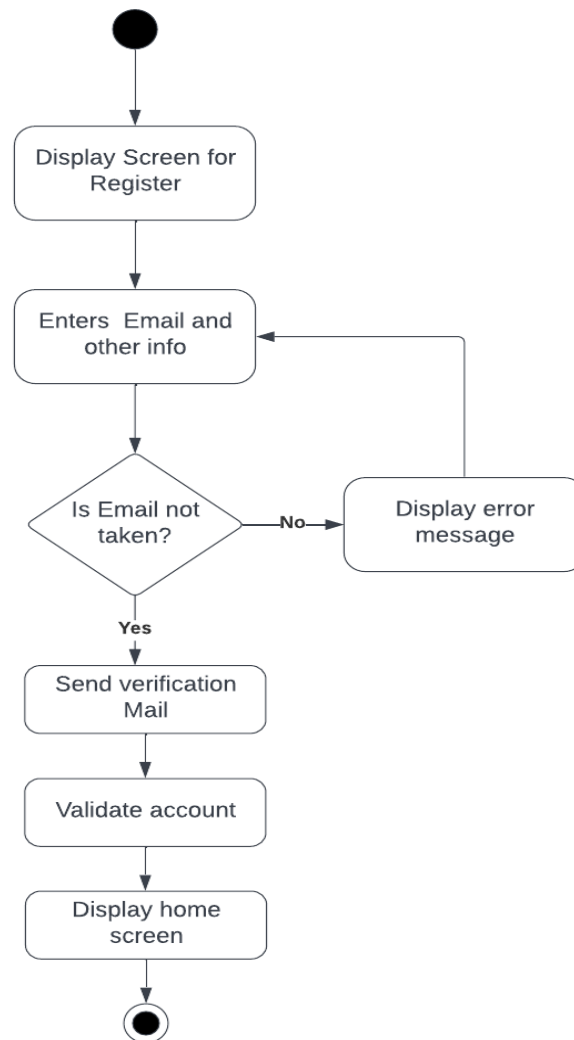 Display Screen for
Register
Enters  Email and
other info
Is Email not
taken?
No
Display error
message
Yes
Send verification
Mail
Validate account
Display home
screen